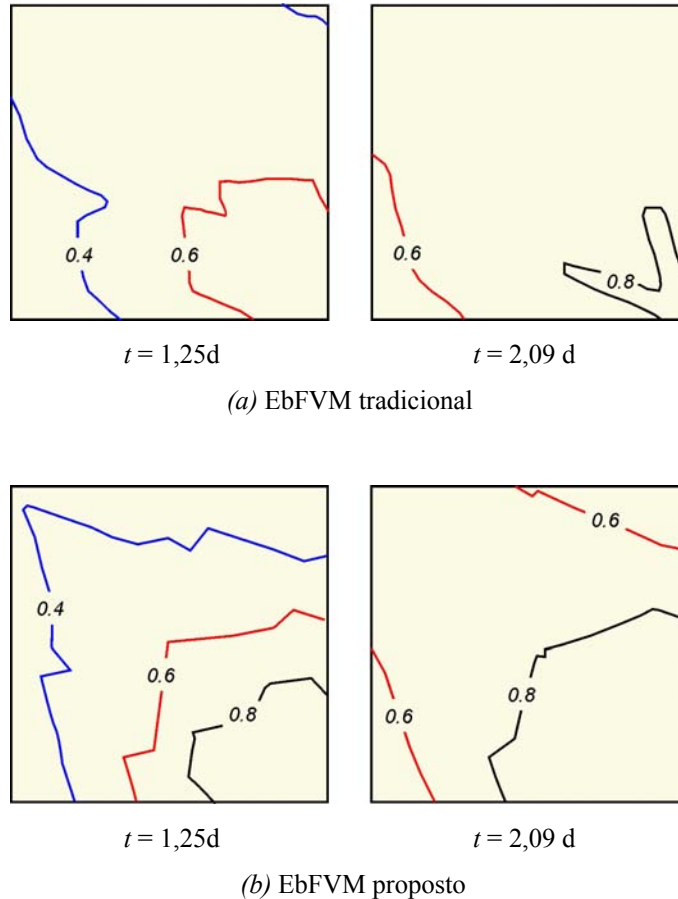 0.4
0.6
0.6
0.8
t = 1,25d
t = 2,09 d
(a) EbFVM tradicional
0.4
0.6
0.8
0.6
0.8
0.6
t = 1,25d
t = 2,09 d
(b) EbFVM proposto